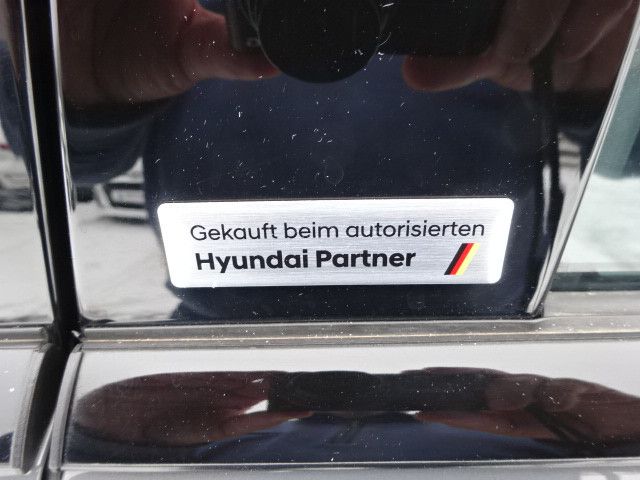 Gekauft beim autorisierten
Hyundai Partner